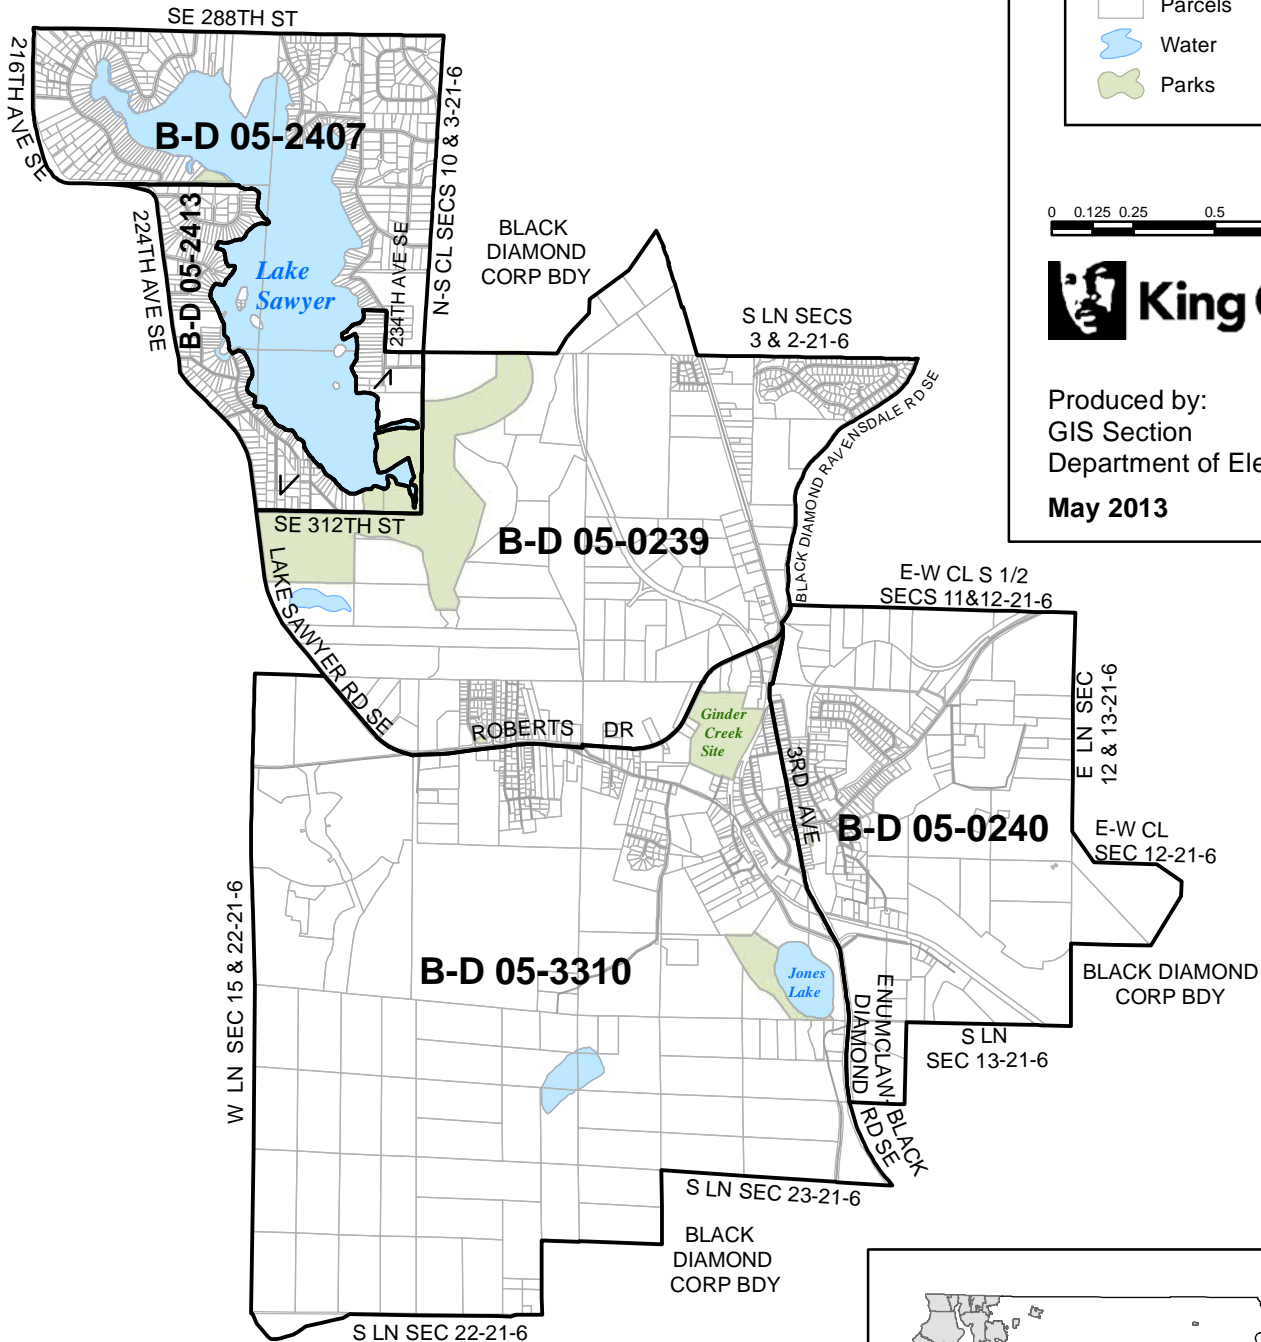 SE 288TH ST
216TH AVE SE
B-D 05-2407
N-S CL SECS 10 & 3-21-6
B-D 05-2413
224TH AVE SE
234TH AVE SE
Lake
Sawyer
BLACK
DIAMOND
CORP BDY
S LN SECS
3 & 2-21-6
BLACK DIAMOND RAVENSDALE RD SE
SE 312TH ST
B-D 05-0239
LAKE SAWYER RD SE
E-W CL S 1/2
SECS 11&12-21-6
E LN SEC
12 & 13-21-6
ROBERTS DR
Ginder
Creek
Site
3RD AVE
B-D 05-0240
E-W CL
SEC 12-21-6
W LN SEC 15 & 22-21-6
B-D 05-3310
Jones
Lake
BLACK DIAMOND
CORP BDY
ENUMCLAW-BLACK
DIAMOND RD SE
S LN
SEC 13-21-6
S LN SEC 23-21-6
BLACK
DIAMOND
CORP BDY
S LN SEC 22-21-6
Parcels
Water
Parks
0 0.125 0.25 0.5
King
Produced by:
GIS Section
Department of Ele
May 2013